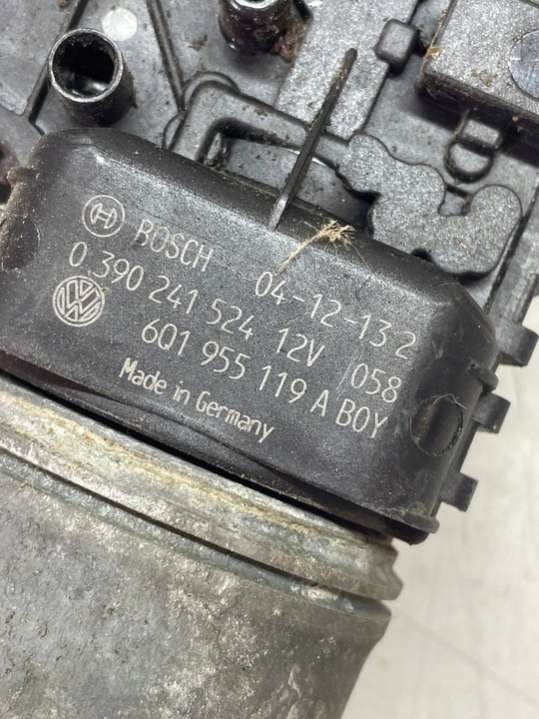 BOSCH 04-12-13 2
0 390 241 524 12V 058
6Q1 955 119 A BOY
Made in Germany